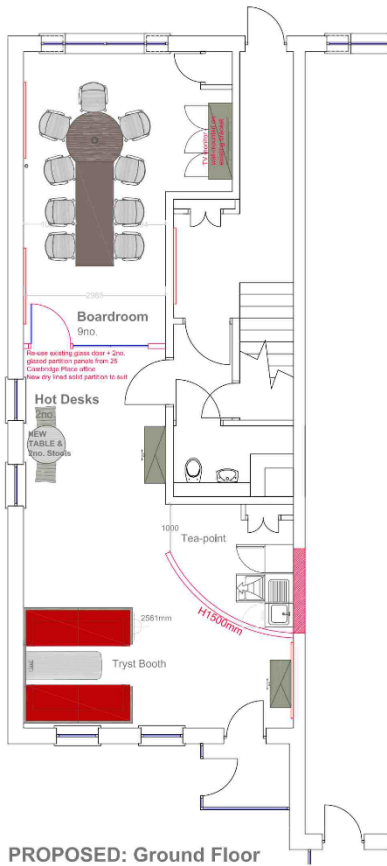 TV monitor
Boardroom
9no.
Re-use existing glass door + 2no.
glazed partition panels from 25
Cambridge Place office
New dry lined solid partition to suit
Hot Desks
2no.
NEW
TABLE &
2no. Stools
1000
Tea-point
H1500mm
2561mm
Tryst Booth
PROPOSED: Ground Floor